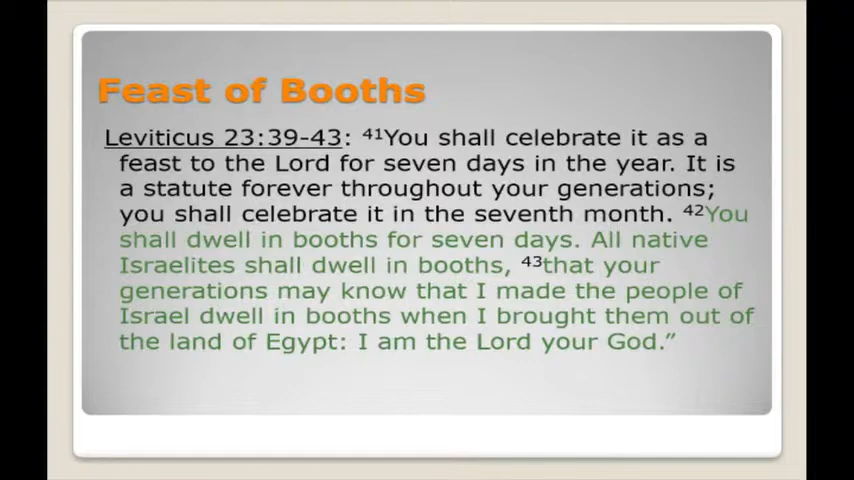 Feast of Booths
Leviticus 23:39-43: ⁴¹You shall celebrate it as a
feast to the Lord for seven days in the year. It is
a statute forever throughout your generations;
you shall celebrate it in the seventh month. ⁴²You
shall dwell in booths for seven days. All native
Israelites shall dwell in booths, ⁴³that your
generations may know that I made the people of
Israel dwell in booths when I brought them out of
the land of Egypt: I am the Lord your God.”